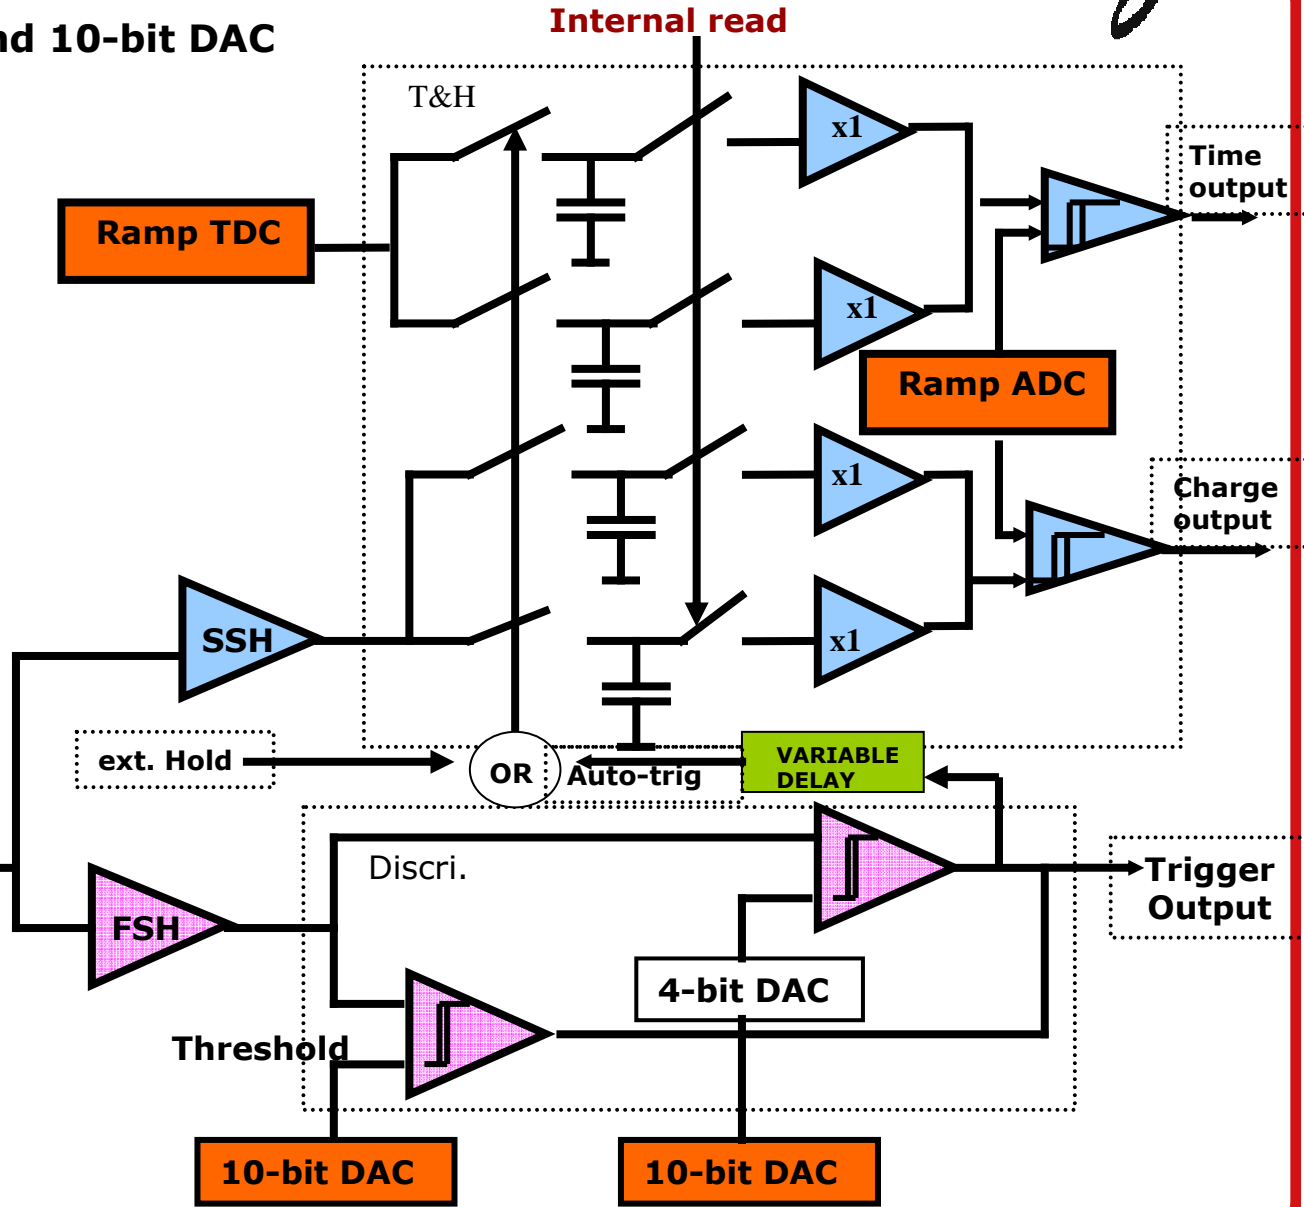 Internal read
nd 10-bit DAC
T&H
x1
Time
output
Ramp TDC
x1
Ramp ADC
x1
Charge
output
SSH
x1
ext. Hold
OR
Auto-trig
VARIABLE
DELAY
Discri.
Trigger
Output
FSH
4-bit DAC
Threshold
10-bit DAC
10-bit DAC